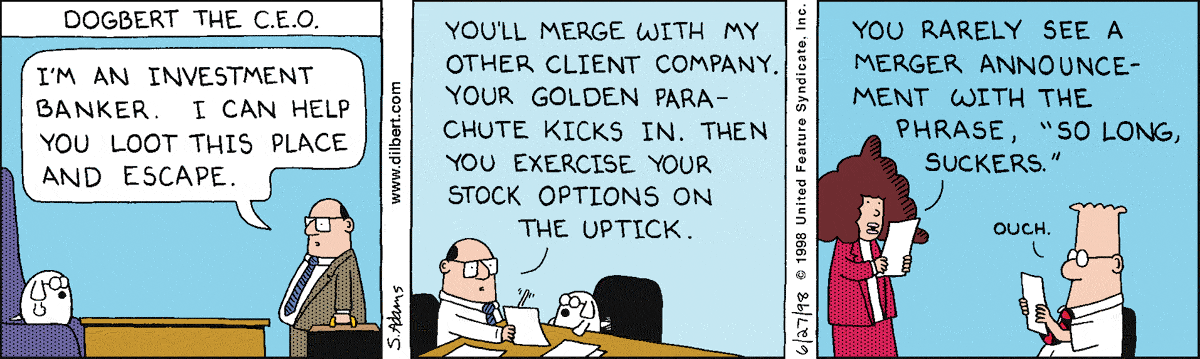 DOGBERT THE C.E.O.
I'M AN INVESTMENT
BANKER. I CAN HELP
YOU LOOT THIS PLACE
AND ESCAPE.
S.Adams
www.dilbert.com
YOU'LL MERGE WITH MY
OTHER CLIENT COMPANY.
YOUR GOLDEN PARA-
CHUTE KICKS IN. THEN
YOU EXERCISE YOUR
STOCK OPTIONS ON
THE UPTICK.
6/27/98 © 1998 United Feature Syndicate, Inc.
YOU RARELY SEE A
MERGER ANNOUNCE-
MENT WITH THE
PHRASE, "SO LONG,
SUCKERS."
OUCH.